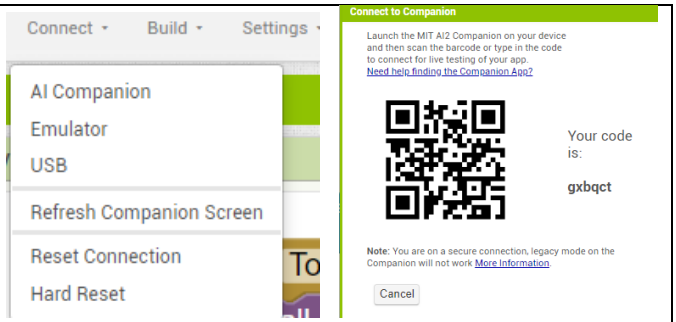 Connect Build Settings
AI Companion
Emulator
USB
Refresh Companion Screen
Reset Connection
Hard Reset
To
Connect to Companion
Launch the MIT AI2 Companion on your device
and then scan the barcode or type in the code
to connect for live testing of your app.
Need help finding the Companion App?
Your code
is:
gxbqct
Note: You are on a secure connection, legacy mode on the
Companion will not work More Information.
Cancel